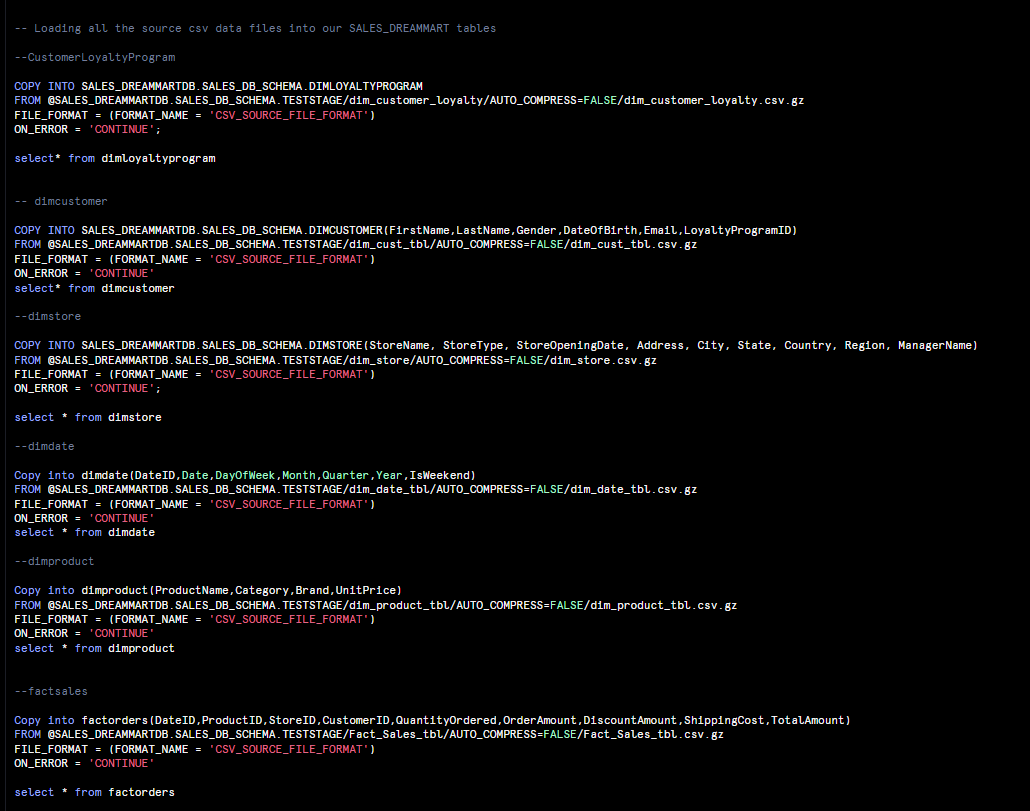 -- Loading all the source csv data files into our SALES_DREAMMART tables
--CustomerLoyaltyProgram
COPY INTO SALES_DREAMMARTDB.SALES_DB_SCHEMA.DIMLOYALTYPROGRAM
FROM @SALES_DREAMMARTDB.SALES_DB_SCHEMA.TESTSTAGE/dim_customer_loyalty/AUTO_COMPRESS=FALSE/dim_customer_loyalty.csv.gz
FILE_FORMAT = (FORMAT_NAME = 'CSV_SOURCE_FILE_FORMAT')
ON_ERROR = 'CONTINUE';
select* from dimloyaltyprogram
-- dimcustomer
COPY INTO SALES_DREAMMARTDB.SALES_DB_SCHEMA.DIMCUSTOMER(FirstName,LastName,Gender,DateOfBirth,Email,LoyaltyProgramID)
FROM @SALES_DREAMMARTDB.SALES_DB_SCHEMA.TESTSTAGE/dim_cust_tbl/AUTO_COMPRESS=FALSE/dim_cust_tbl.csv.gz
FILE_FORMAT = (FORMAT_NAME = 'CSV_SOURCE_FILE_FORMAT')
ON_ERROR = 'CONTINUE'
select* from dimcustomer
--dimstore
COPY INTO SALES_DREAMMARTDB.SALES_DB_SCHEMA.DIMSTORE(StoreName, StoreType, StoreOpeningDate, Address, City, State, Country, Region, ManagerName)
FROM @SALES_DREAMMARTDB.SALES_DB_SCHEMA.TESTSTAGE/dim_store/AUTO_COMPRESS=FALSE/dim_store.csv.gz
FILE_FORMAT = (FORMAT_NAME = 'CSV_SOURCE_FILE_FORMAT')
ON_ERROR = 'CONTINUE';
select * from dimstore
--dimdate
Copy into dimdate(DateID,Date,DayOfWeek,Month,Quarter,Year,IsWeekend)
FROM @SALES_DREAMMARTDB.SALES_DB_SCHEMA.TESTSTAGE/dim_date_tbl/AUTO_COMPRESS=FALSE/dim_date_tbl.csv.gz
FILE_FORMAT = (FORMAT_NAME = 'CSV_SOURCE_FILE_FORMAT')
ON_ERROR = 'CONTINUE'
select * from dimdate
--dimproduct
Copy into dimproduct(ProductName,Category,Brand,UnitPrice)
FROM @SALES_DREAMMARTDB.SALES_DB_SCHEMA.TESTSTAGE/dim_product_tbl/AUTO_COMPRESS=FALSE/dim_product_tbl.csv.gz
FILE_FORMAT = (FORMAT_NAME = 'CSV_SOURCE_FILE_FORMAT')
ON_ERROR = 'CONTINUE'
select * from dimproduct
--factsales
Copy into factorders(DateID,ProductID,StoreID,CustomerID,QuantityOrdered,OrderAmount,DiscountAmount,ShippingCost,TotalAmount)
FROM @SALES_DREAMMARTDB.SALES_DB_SCHEMA.TESTSTAGE/Fact_Sales_tbl/AUTO_COMPRESS=FALSE/Fact_Sales_tbl.csv.gz
FILE_FORMAT = (FORMAT_NAME = 'CSV_SOURCE_FILE_FORMAT')
ON_ERROR = 'CONTINUE'
select * from factorders